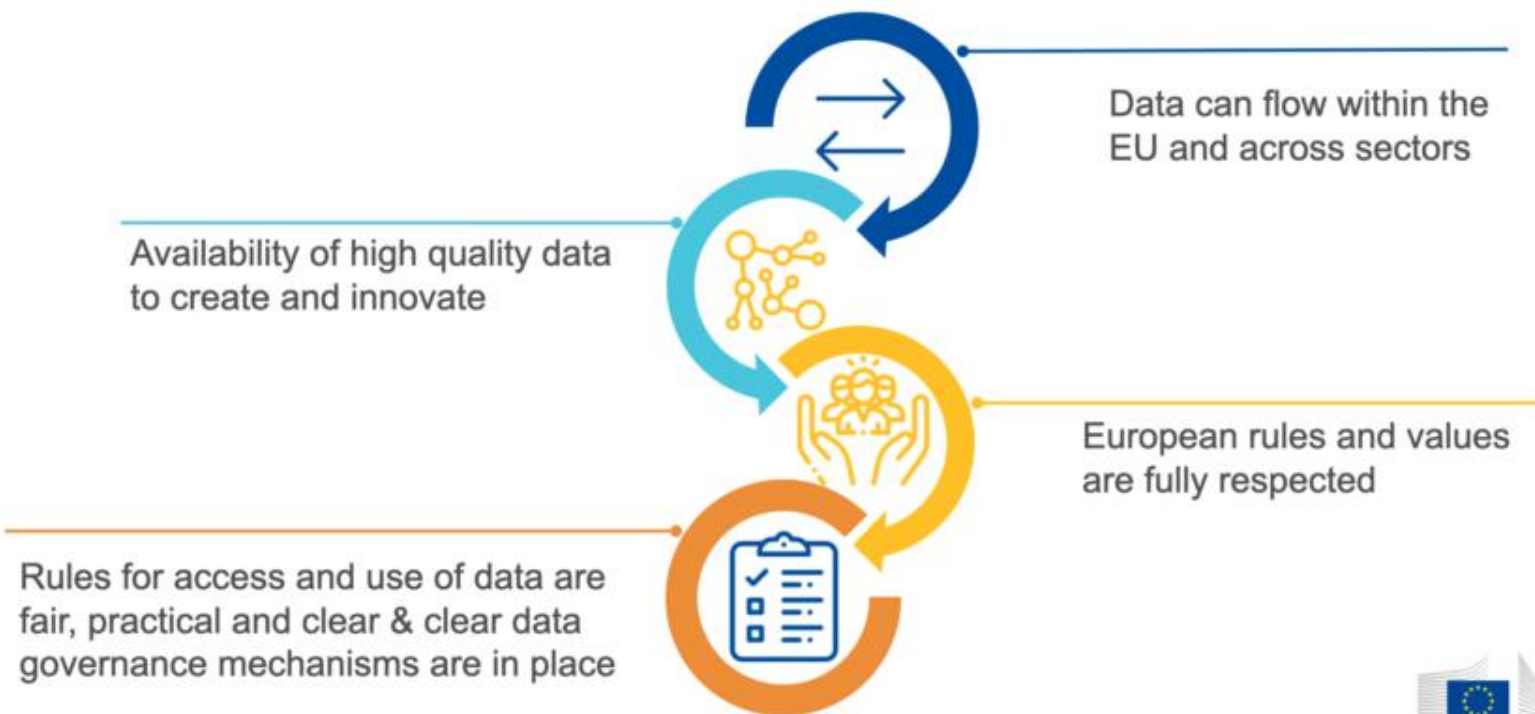 Data can flow within the
EU and across sectors
Availability of high quality data
to create and innovate
European rules and values
are fully respected
Rules for access and use of data are
fair, practical and clear & clear data
governance mechanisms are in place